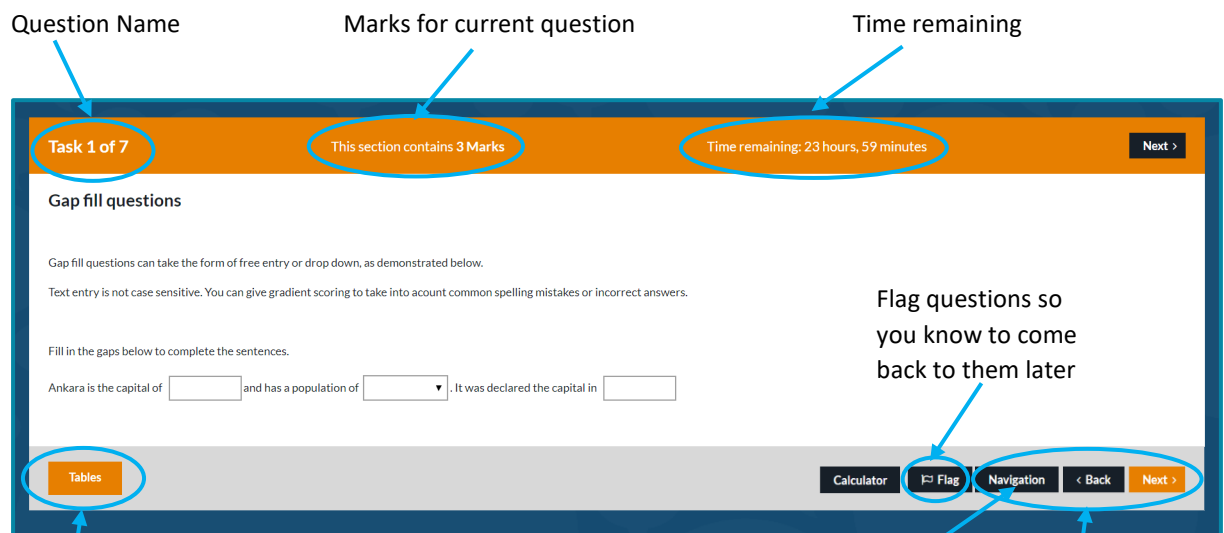 Question Name
Marks for current question
Time remaining
Task 1 of 7
This section contains 3 Marks
Time remaining: 23 hours, 59 minutes
Next >
Gap fill questions
Gap fill questions can take the form of free entry or drop down, as demonstrated below.
Text entry is not case sensitive. You can give gradient scoring to take into acount common spelling mistakes or incorrect answers.
Flag questions so
you know to come
back to them later
Fill in the gaps below to complete the sentences.
Ankara is the capital of and has a population of . It was declared the capital in
Tables
Calculator
Flag
Navigation
< Back
Next >